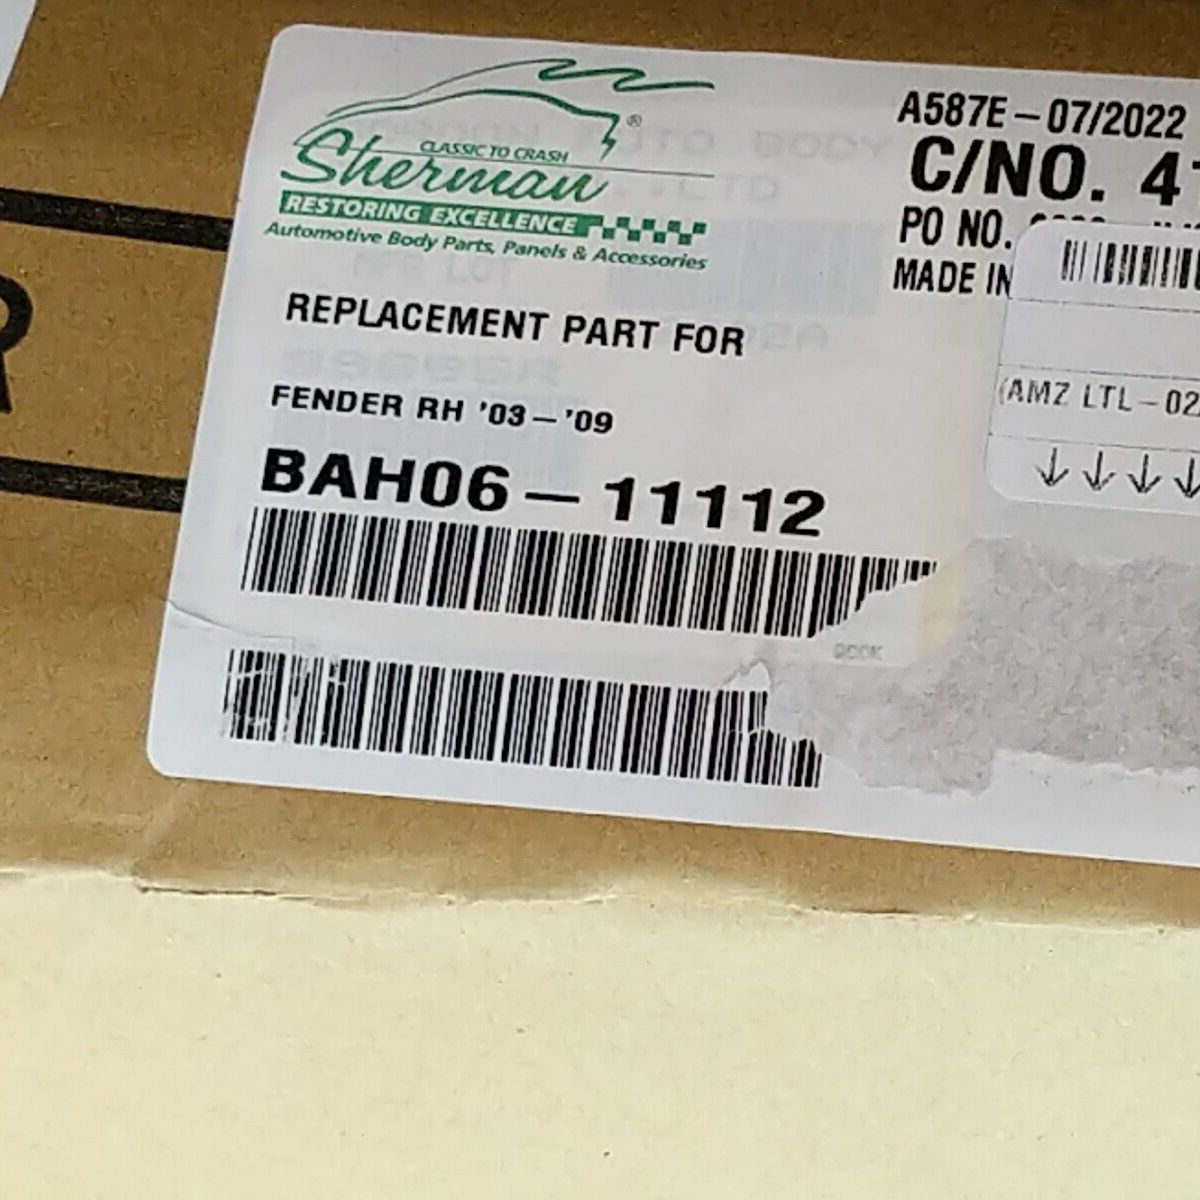 CLASSIC TO CRASH
Sherman®
RESTORING EXCELLENCE
Automotive Body Parts, Panels & Accessories
A587E-07/2022
C/NO. 4
PO NO.
MADE IN
REPLACEMENT PART FOR
FENDER RH '03-'09
BAH06-11112
(AMZ LTL-02
R